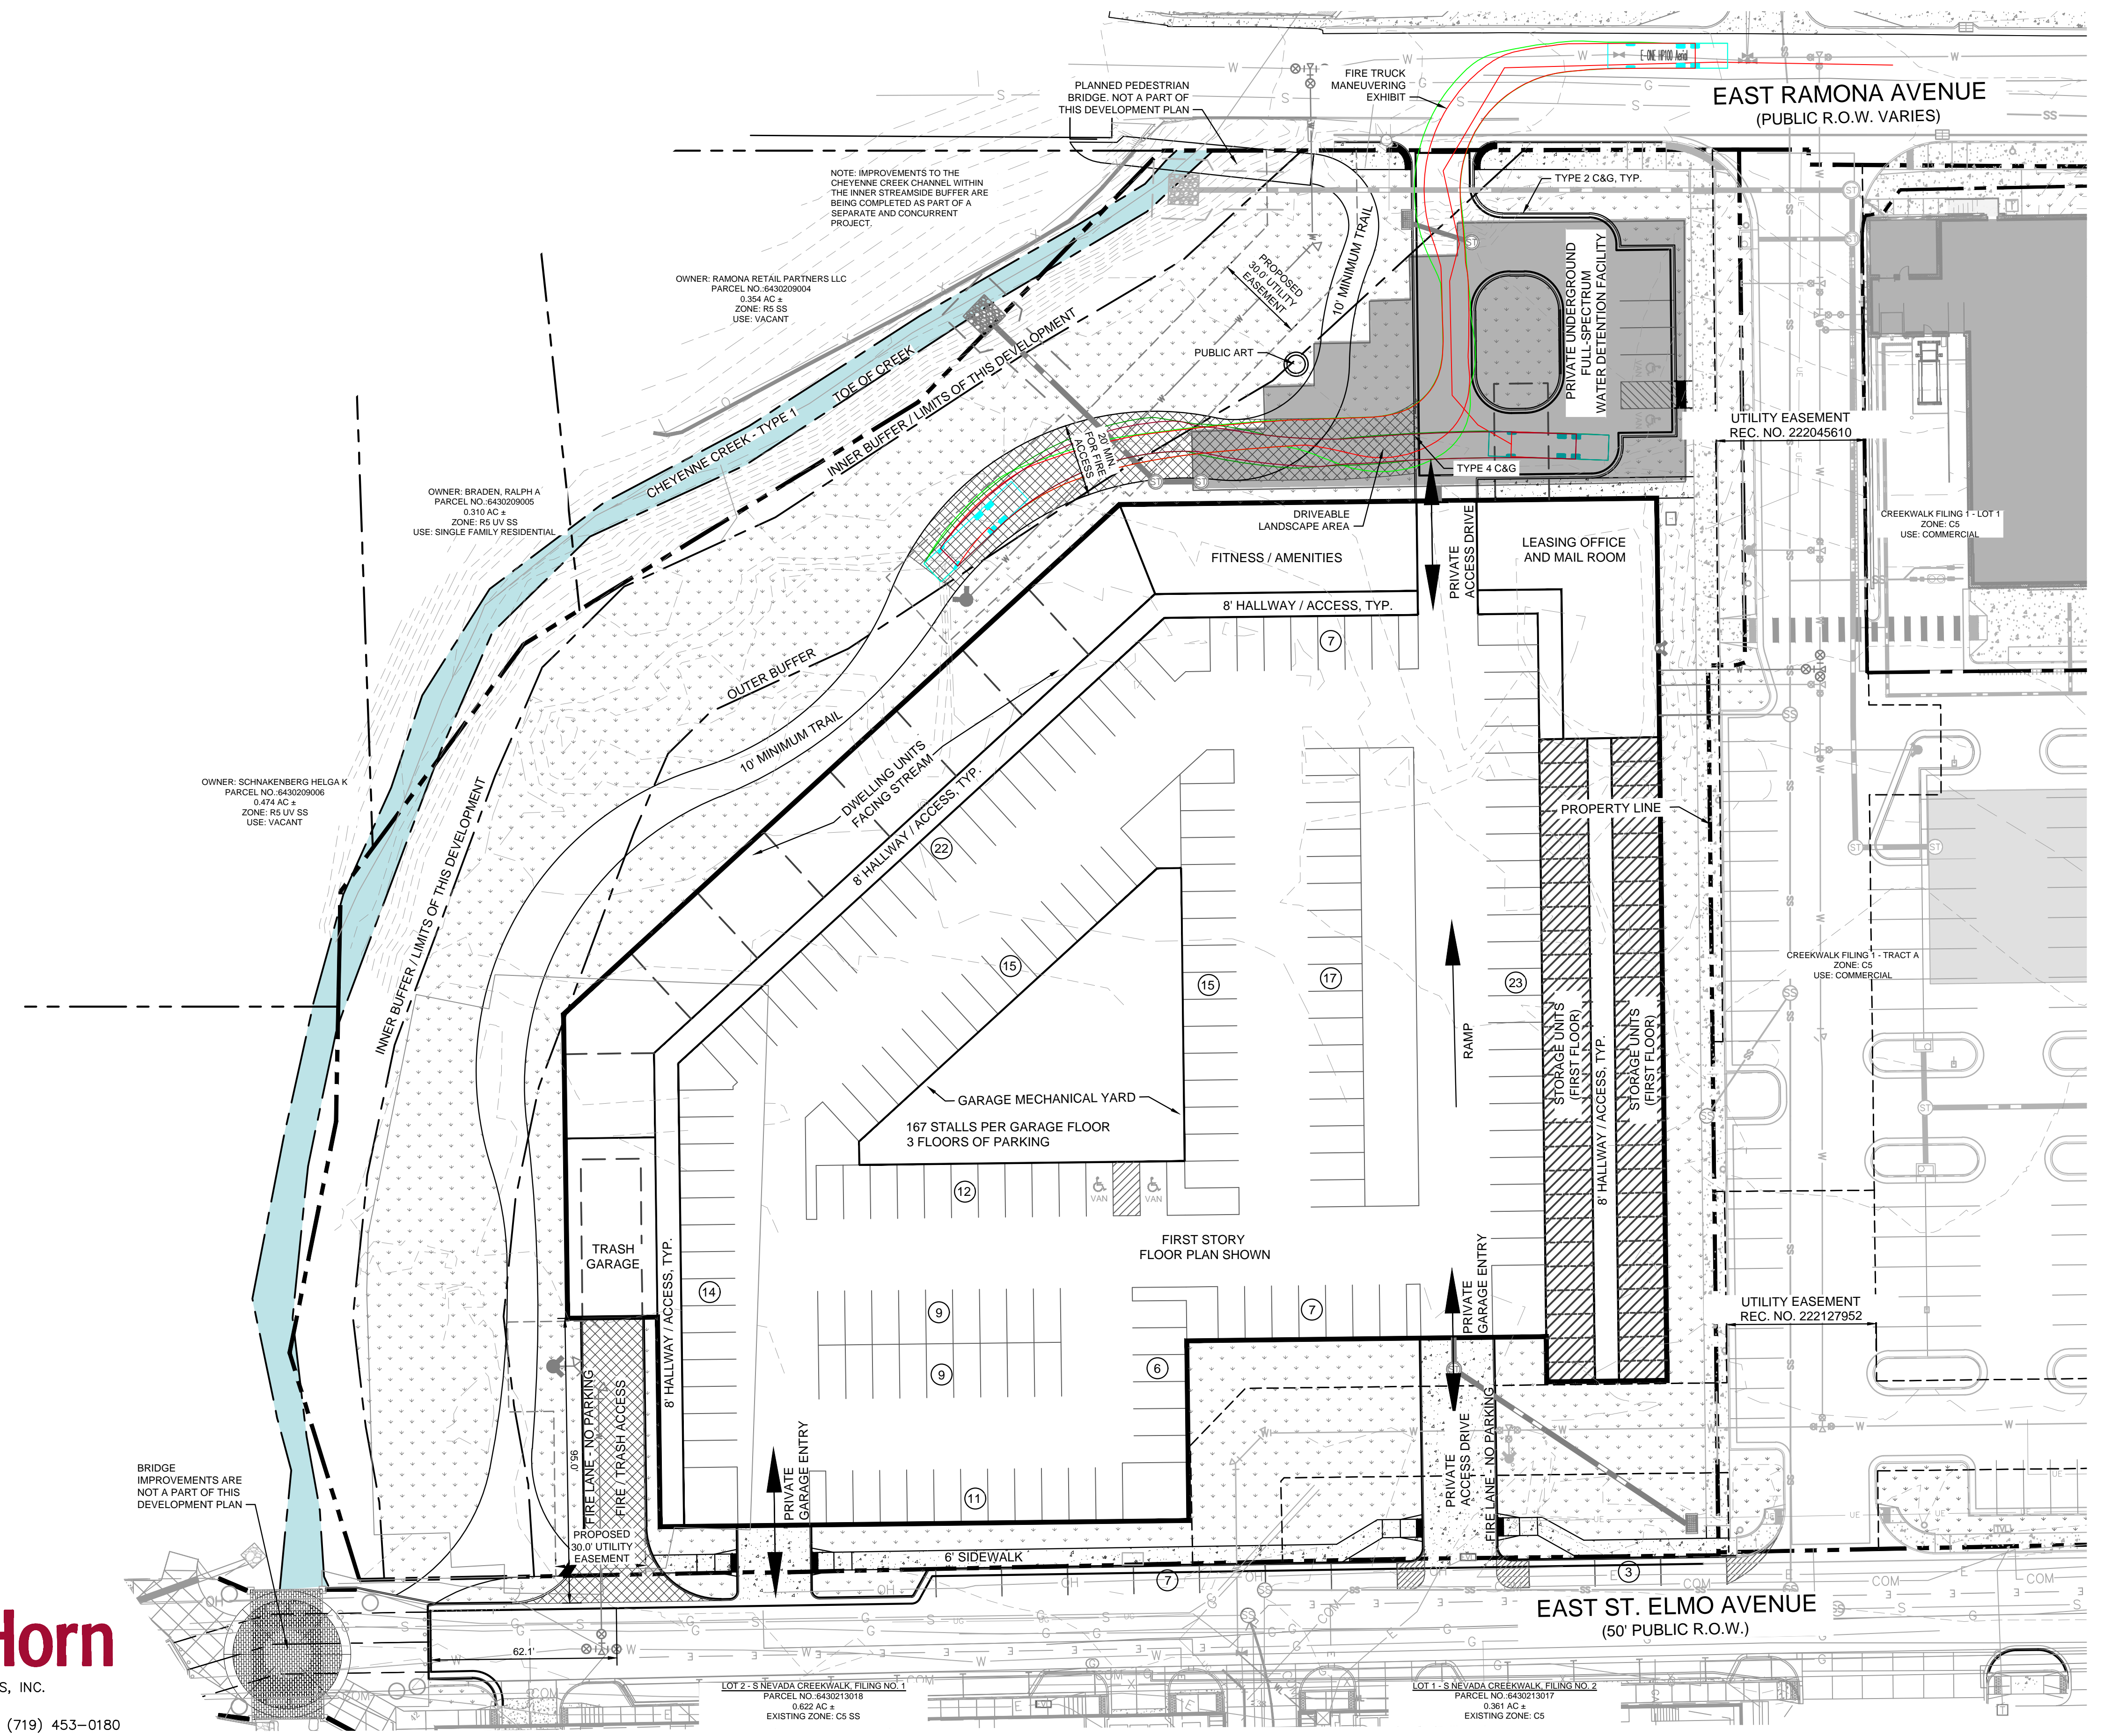 E-ONE HP100 Aerial
EAST RAMONA AVENUE
(PUBLIC R.O.W. VARIES)
FIRE TRUCK
MANEUVERING
EXHIBIT
PLANNED PEDESTRIAN
BRIDGE. NOT A PART OF
THIS DEVELOPMENT PLAN
NOTE: IMPROVEMENTS TO THE
CHEYENNE CREEK CHANNEL WITHIN
THE INNER STREAMSIDE BUFFER ARE
BEING COMPLETED AS PART OF A
SEPARATE AND CONCURRENT
PROJECT.
TYPE 2 C&G, TYP.
PROPOSED
30.0' UTILITY
EASEMENT
10' MINIMUM TRAIL
PRIVATE UNDERGROUND
FULL-SPECTRUM
WATER DETENTION FACILITY
OWNER: RAMONA RETAIL PARTNERS LLC
PARCEL NO.:6430209004
0.354 AC ±
ZONE: R5 SS
USE: VACANT
PUBLIC ART
INNER BUFFER / LIMITS OF THIS DEVELOPMENT
TOE OF CREEK
CHEYENNE CREEK - TYPE 1
20' MIN.
FOR FIRE
ACCESS
UTILITY EASEMENT
REC. NO. 222045610
TYPE 4 C&G
OWNER: BRADEN, RALPH A
PARCEL NO.:6430209005
0.310 AC ±
ZONE: R5 UV SS
USE: SINGLE FAMILY RESIDENTIAL
DRIVEABLE
LANDSCAPE AREA
CREEKWALK FILING 1 - LOT 1
ZONE: C5
USE: COMMERCIAL
FITNESS / AMENITIES
PRIVATE
ACCESS DRIVE
LEASING OFFICE
AND MAIL ROOM
8' HALLWAY / ACCESS, TYP.
7
OUTER BUFFER
10' MINIMUM TRAIL
DWELLING UNITS
FACING STREAM
8' HALLWAY / ACCESS, TYP.
22
OWNER: SCHNAKENBERG HELGA K
PARCEL NO.:6430209006
0.474 AC ±
ZONE: R5 UV SS
USE: VACANT
INNER BUFFER / LIMITS OF THIS DEVELOPMENT
PROPERTY LINE
15
15
17
23
RAMP
CREEKWALK FILING 1 - TRACT A
ZONE: C5
USE: COMMERCIAL
STORAGE UNITS
(FIRST FLOOR)
8' HALLWAY / ACCESS, TYP.
STORAGE UNITS
(FIRST FLOOR)
GARAGE MECHANICAL YARD
167 STALLS PER GARAGE FLOOR
3 FLOORS OF PARKING
12
VAN
VAN
FIRST STORY
FLOOR PLAN SHOWN
TRASH
GARAGE
8' HALLWAY / ACCESS, TYP.
14
9
9
6
7
PRIVATE
GARAGE ENTRY
UTILITY EASEMENT
REC. NO. 222127952
FIRE LANE - NO PARKING
FIRE / TRASH ACCESS
95.0'
PRIVATE
GARAGE ENTRY
11
PRIVATE
ACCESS DRIVE
FIRE LANE - NO PARKING
BRIDGE
IMPROVEMENTS ARE
NOT A PART OF THIS
DEVELOPMENT PLAN
PROPOSED
30.0' UTILITY
EASEMENT
6' SIDEWALK
7
3
EAST ST. ELMO AVENUE
(50' PUBLIC R.O.W.)
62.1'
LOT 2 - S NEVADA CREEKWALK, FILING NO. 1
PARCEL NO.:6430213018
0.622 AC ±
EXISTING ZONE: C5 SS
LOT 1 - S NEVADA CREEKWALK, FILING NO. 2
PARCEL NO.:6430213017
0.361 AC ±
EXISTING ZONE: C5
Horn
S, INC.
(719) 453-0180